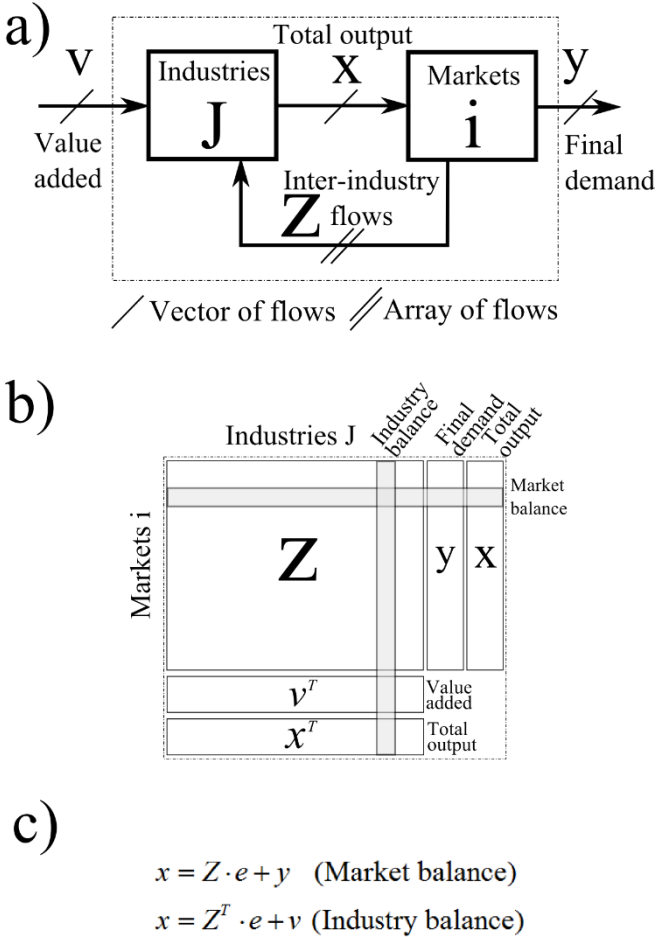 a)
Total output
v
Industries
x
Markets
y
J
i
Value
added
Final
demand
Inter-industry
Z flows
/ Vector of flows // Array of flows
b)
Industries J
Industry
balance
Final
demand
Total
output
Market
balance
Markets i
Z
y
x
v^T
Value
added
x^T
Total
output
c)
x = Z · e + y (Market balance)
x = Z^T · e + v (Industry balance)